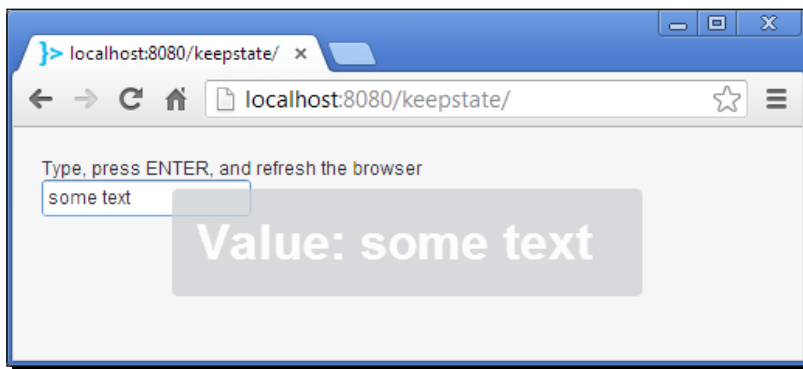 }> localhost:8080/keepstate/
localhost:8080/keepstate/
Type, press ENTER, and refresh the browser
some text
Value: some text